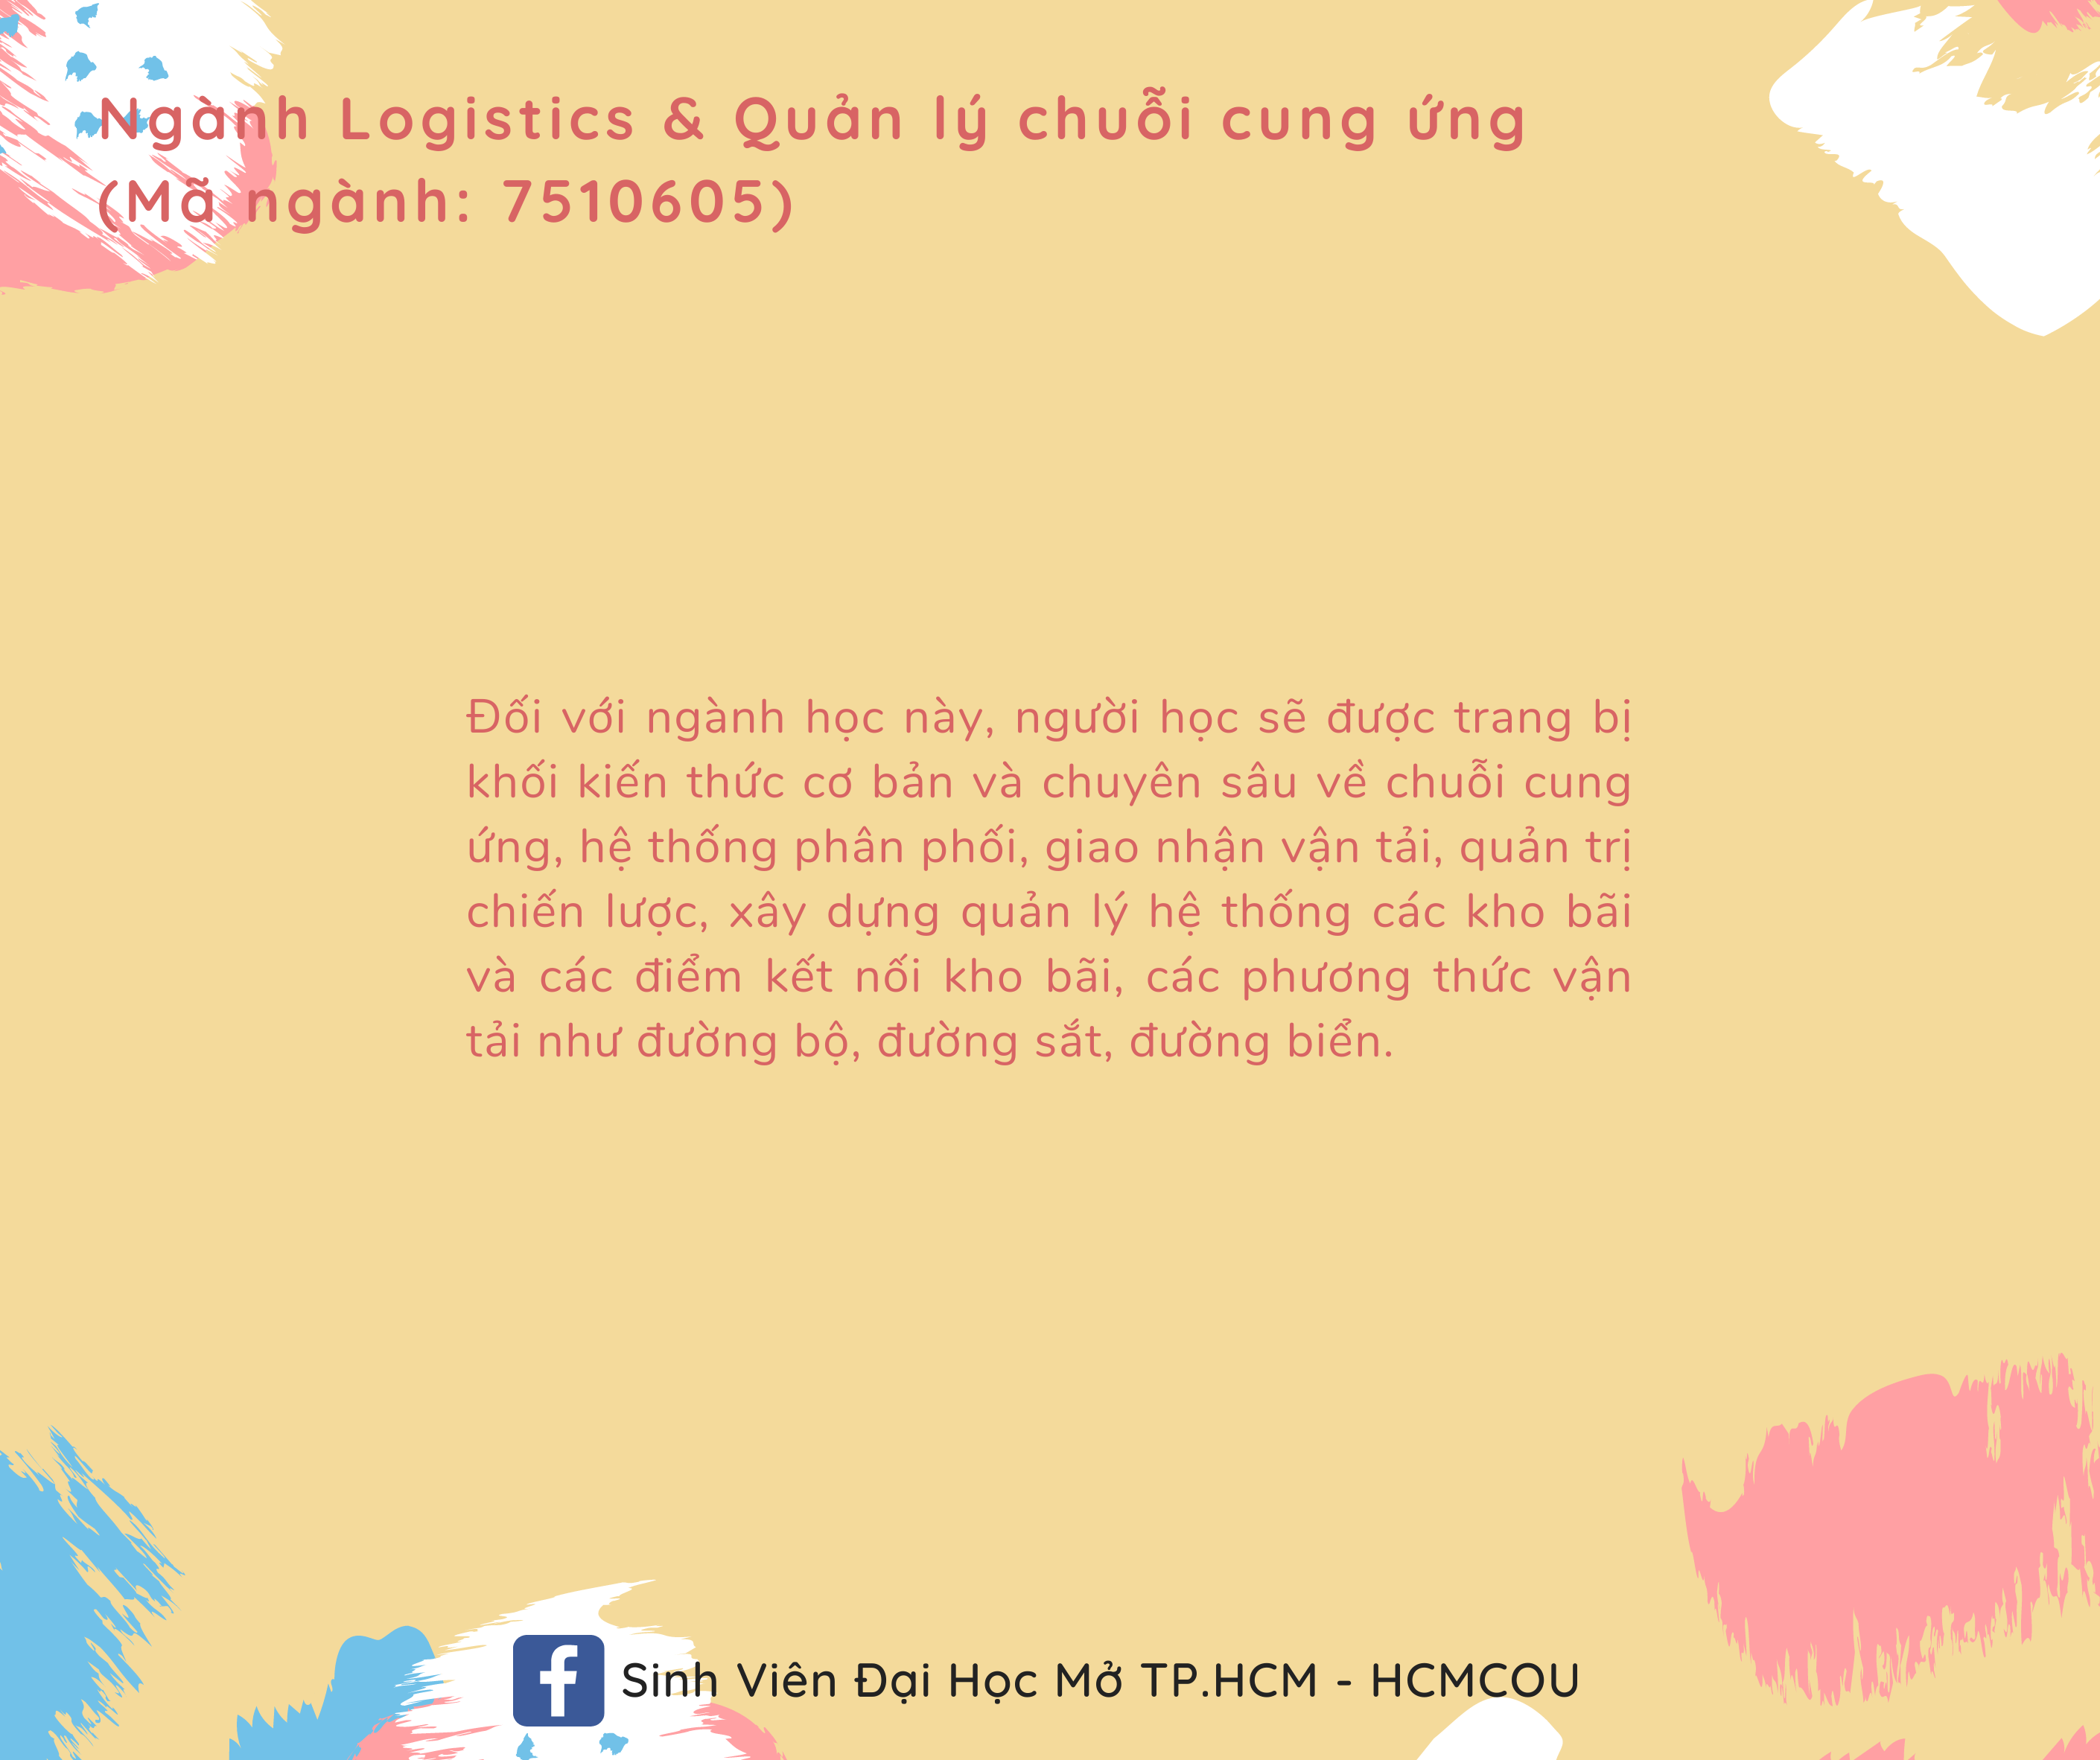 Ngành Logistics & Quản lý chuỗi cung ứng
(Mã ngành: 7510605)
Đối với ngành học này, người học sẽ được trang bị
khối kiến thức cơ bản và chuyên sâu về chuỗi cung
ứng, hệ thống phân phối, giao nhận vận tải, quản trị
chiến lược, xây dựng quản lý hệ thống các kho bãi
và các điểm kết nối kho bãi, các phương thức vận
tải như đường bộ, đường sắt, đường biển.
Sinh Viên Đại Học Mở TP.HCM - HCMCOU